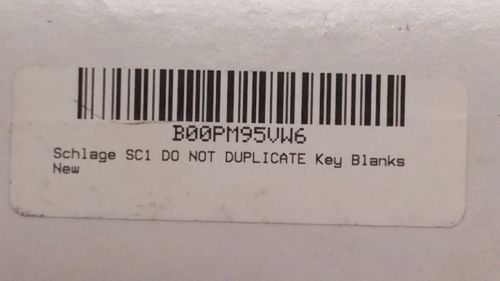 B00PM95VW6
Schlage SC1 DO NOT DUPLICATE Key Blanks
New